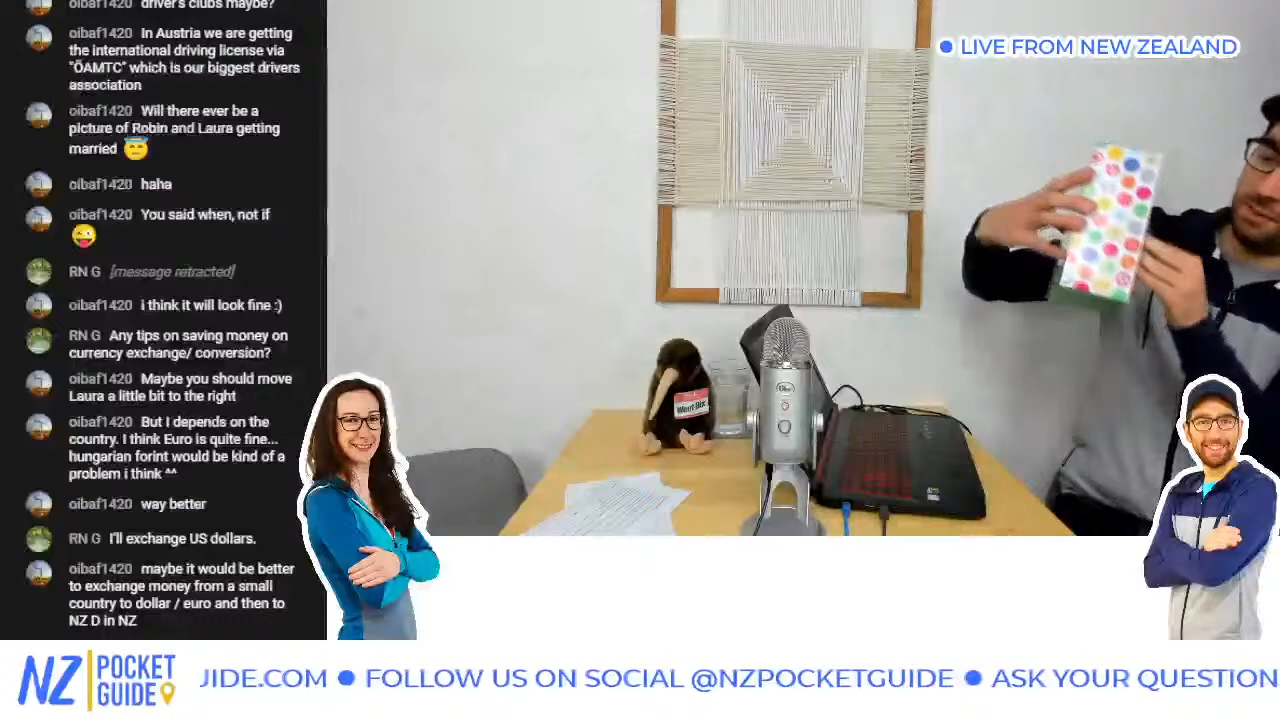 driver's clubs maybe?
oibaf1420 In Austria we are getting
the international driving license via
"ÖAMTC" which is our biggest drivers
association
oibaf1420 Will there ever be a
picture of Robin and Laura getting
married
oibaf1420 haha
oibaf1420 You said when, not if
RN G [message retracted]
oibaf1420 i think it will look fine :)
RN G Any tips on saving money on
currency exchange/ conversion?
oibaf1420 Maybe you should move
Laura a little bit to the right
oibaf1420 But I depends on the
country. I think Euro is quite fine...
hungarian forint would be kind of a
problem i think ^^
oibaf1420 way better
RN G I'll exchange US dollars.
oibaf1420 maybe it would be better
to exchange money from a small
country to dollar / euro and then to
NZ D in NZ
LIVE FROM NEW ZEALAND
Weet-Bix
NZ POCKET
GUIDE
JIDE.COM ● FOLLOW US ON SOCIAL @NZPOCKETGUIDE ● ASK YOUR QUESTION